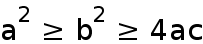 a² ≥ b² ≥ 4ac